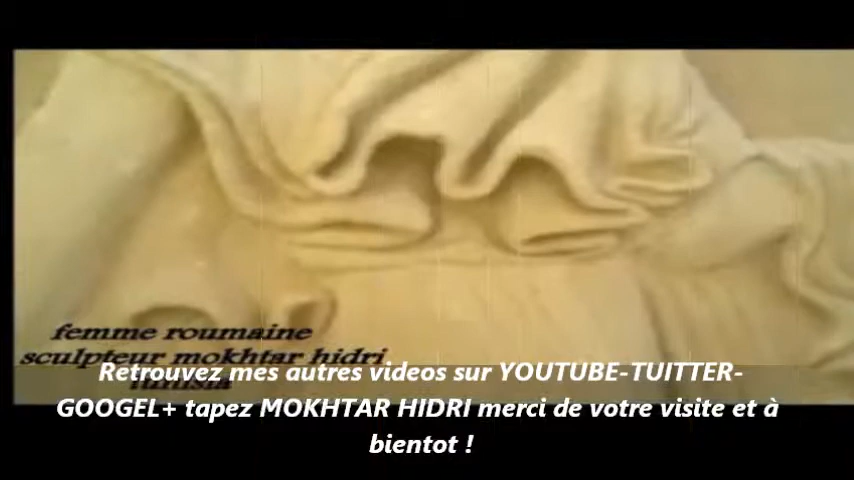 femme roumaine
sculpteur mokhtar hidri
tunisia
Retrouvez mes autres videos sur YOUTUBE-TUITTER-
GOOGEL+ tapez MOKHTAR HIDRI merci de votre visite et à
bientot !